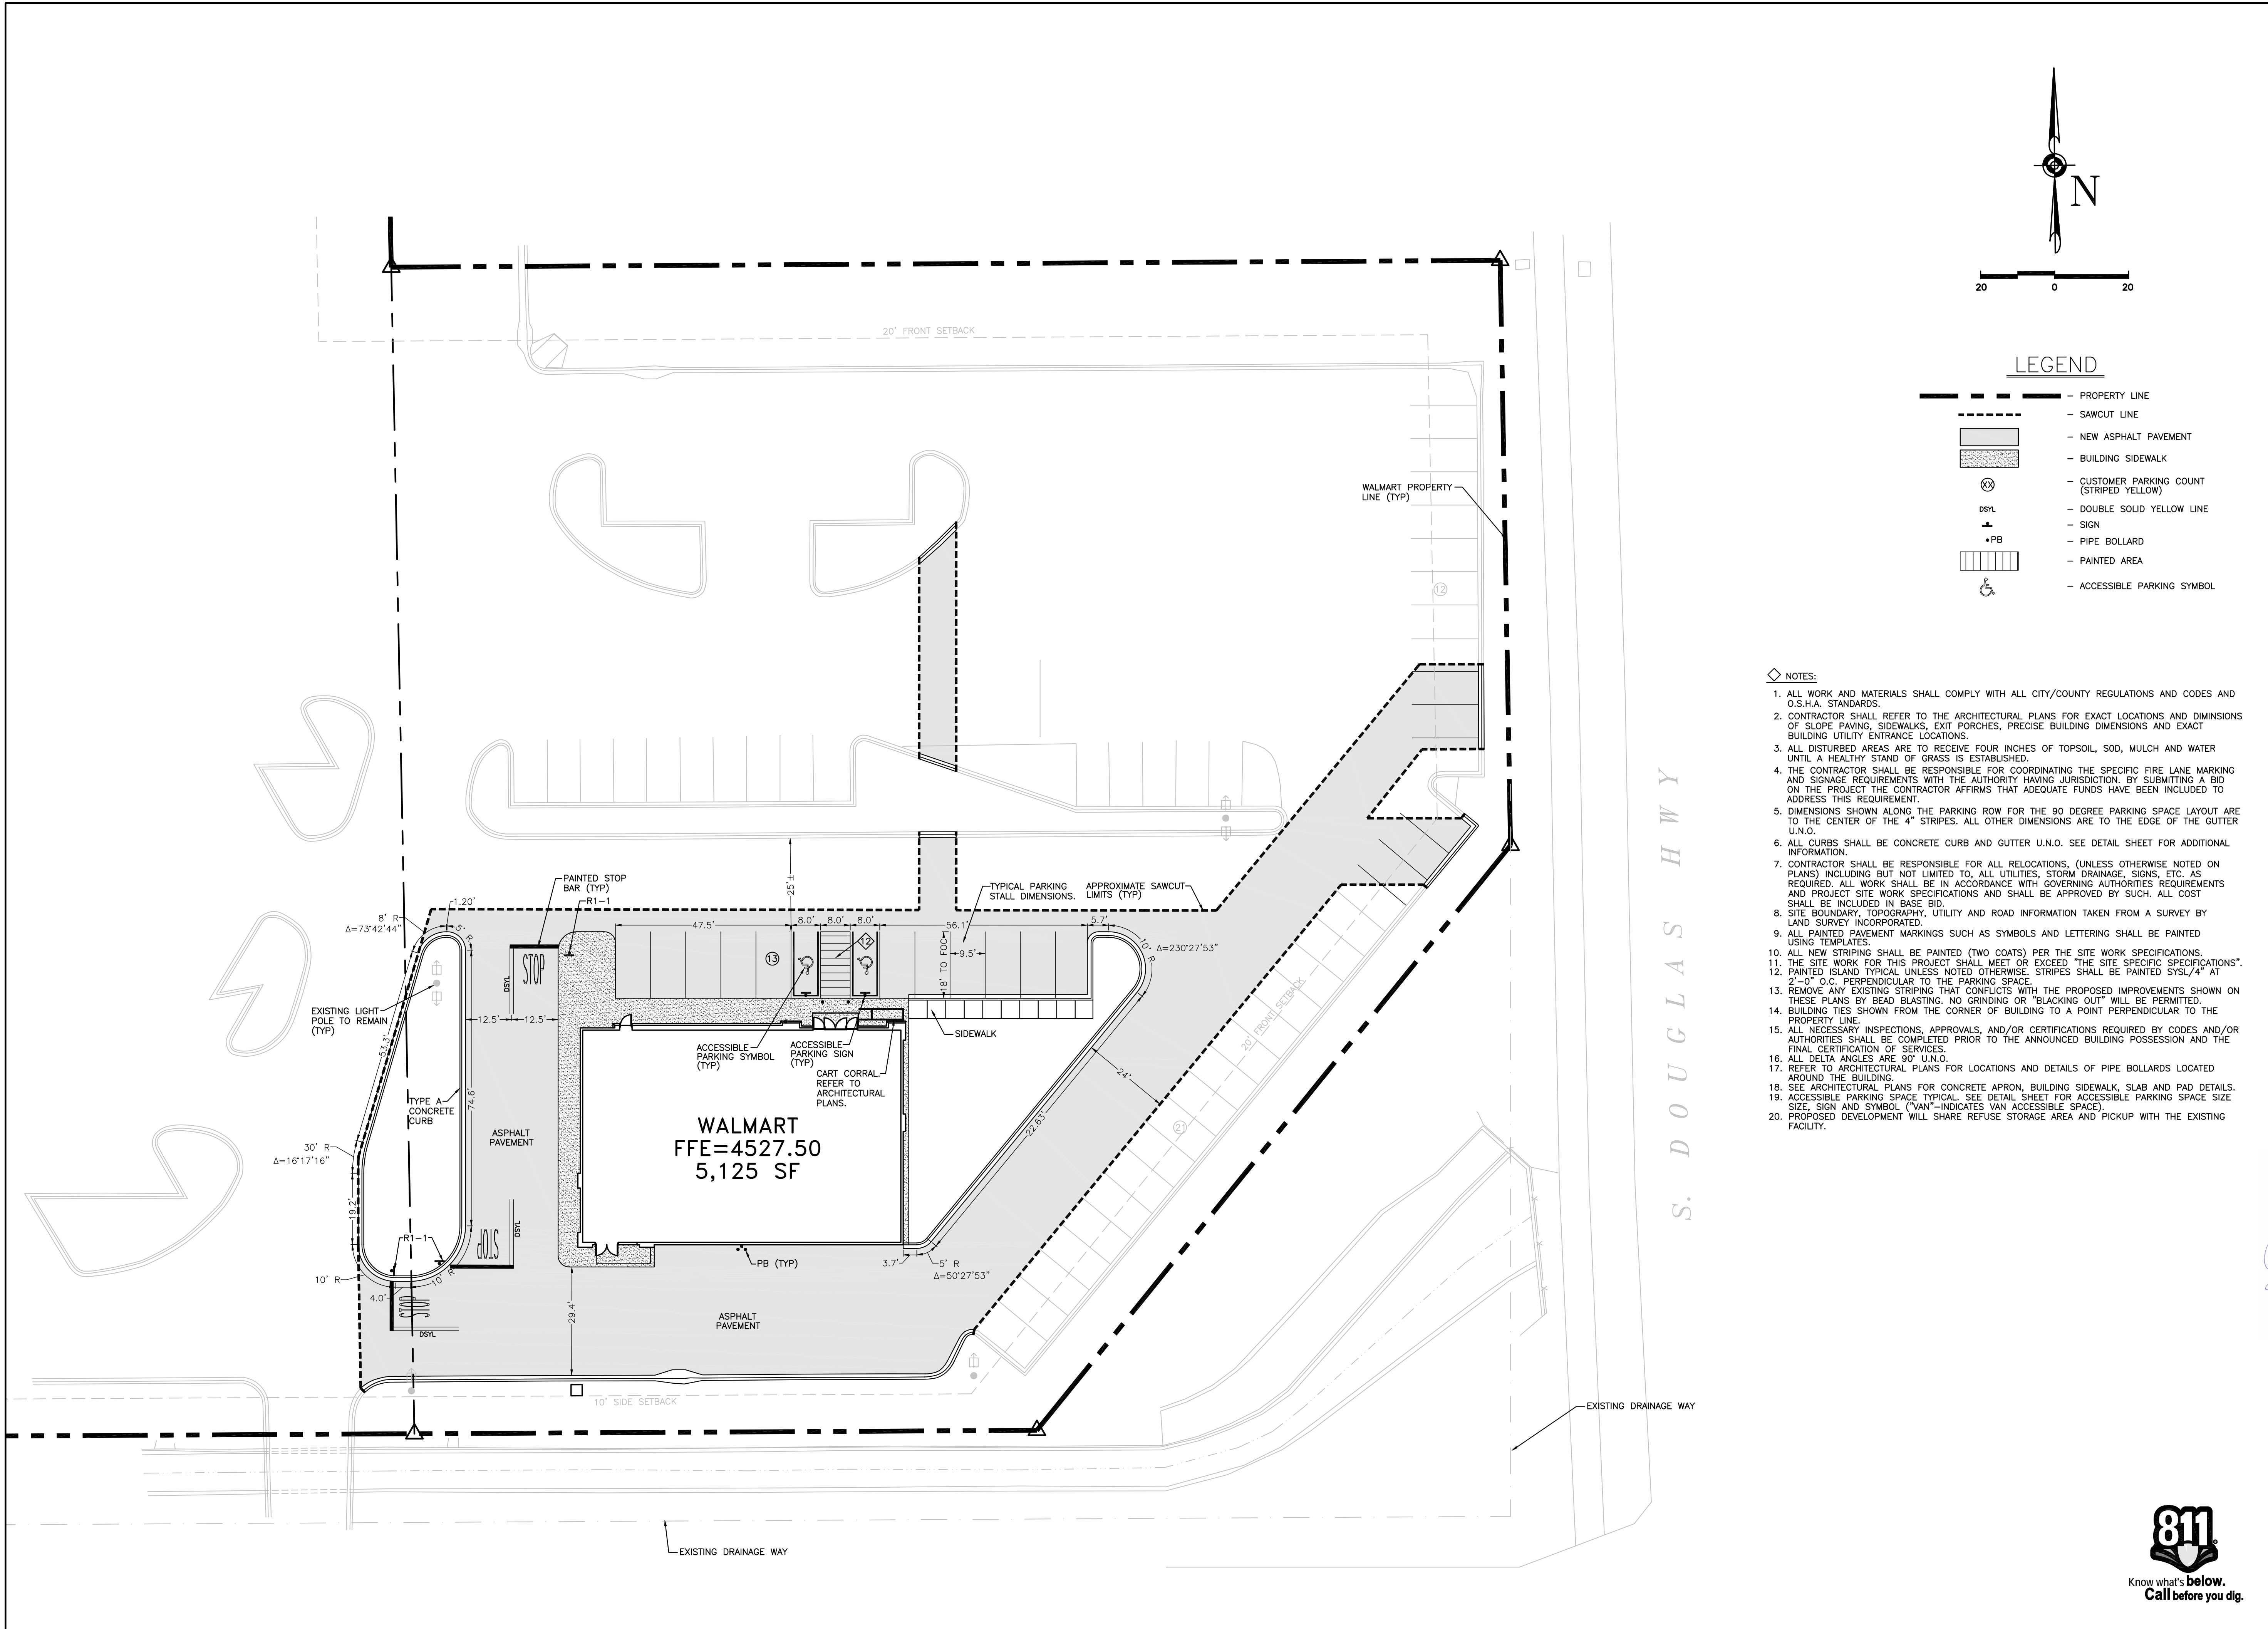 N
20 0 20
LEGEND
– PROPERTY LINE
– SAWCUT LINE
– NEW ASPHALT PAVEMENT
– BUILDING SIDEWALK
XX – CUSTOMER PARKING COUNT
(STRIPED YELLOW)
DSYL – DOUBLE SOLID YELLOW LINE
– SIGN
PB – PIPE BOLLARD
– PAINTED AREA
– ACCESSIBLE PARKING SYMBOL
NOTES:
1. ALL WORK AND MATERIALS SHALL COMPLY WITH ALL CITY/COUNTY REGULATIONS AND CODES AND
O.S.H.A. STANDARDS.
2. CONTRACTOR SHALL REFER TO THE ARCHITECTURAL PLANS FOR EXACT LOCATIONS AND DIMINSIONS
OF SLOPE PAVING, SIDEWALKS, EXIT PORCHES, PRECISE BUILDING DIMENSIONS AND EXACT
BUILDING UTILITY ENTRANCE LOCATIONS.
3. ALL DISTURBED AREAS ARE TO RECEIVE FOUR INCHES OF TOPSOIL, SOD, MULCH AND WATER
UNTIL A HEALTHY STAND OF GRASS IS ESTABLISHED.
4. THE CONTRACTOR SHALL BE RESPONSIBLE FOR COORDINATING THE SPECIFIC FIRE LANE MARKING
AND SIGNAGE REQUIREMENTS WITH THE AUTHORITY HAVING JURISDICTION. BY SUBMITTING A BID
ON THE PROJECT THE CONTRACTOR AFFIRMS THAT ADEQUATE FUNDS HAVE BEEN INCLUDED TO
ADDRESS THIS REQUIREMENT.
5. DIMENSIONS SHOWN ALONG THE PARKING ROW FOR THE 90 DEGREE PARKING SPACE LAYOUT ARE
TO THE CENTER OF THE 4" STRIPES. ALL OTHER DIMENSIONS ARE TO THE EDGE OF THE GUTTER
U.N.O.
6. ALL CURBS SHALL BE CONCRETE CURB AND GUTTER U.N.O. SEE DETAIL SHEET FOR ADDITIONAL
INFORMATION.
7. CONTRACTOR SHALL BE RESPONSIBLE FOR ALL RELOCATIONS, (UNLESS OTHERWISE NOTED ON
PLANS) INCLUDING BUT NOT LIMITED TO, ALL UTILITIES, STORM DRAINAGE, SIGNS, ETC. AS
REQUIRED. ALL WORK SHALL BE IN ACCORDANCE WITH GOVERNING AUTHORITIES REQUIREMENTS
AND PROJECT SITE WORK SPECIFICATIONS AND SHALL BE APPROVED BY SUCH. ALL COST
SHALL BE INCLUDED IN BASE BID.
8. SITE BOUNDARY, TOPOGRAPHY, UTILITY AND ROAD INFORMATION TAKEN FROM A SURVEY BY
LAND SURVEY INCORPORATED.
9. ALL PAINTED PAVEMENT MARKINGS SUCH AS SYMBOLS AND LETTERING SHALL BE PAINTED
USING TEMPLATES.
10. ALL NEW STRIPING SHALL BE PAINTED (TWO COATS) PER THE SITE WORK SPECIFICATIONS.
11. THE SITE WORK FOR THIS PROJECT SHALL MEET OR EXCEED "THE SITE SPECIFIC SPECIFICATIONS".
12. PAINTED ISLAND TYPICAL UNLESS NOTED OTHERWISE. STRIPES SHALL BE PAINTED SYSL/4" AT
2'–0" O.C. PERPENDICULAR TO THE PARKING SPACE.
13. REMOVE ANY EXISTING STRIPING THAT CONFLICTS WITH THE PROPOSED IMPROVEMENTS SHOWN ON
THESE PLANS BY BEAD BLASTING. NO GRINDING OR "BLACKING OUT" WILL BE PERMITTED.
14. BUILDING TIES SHOWN FROM THE CORNER OF BUILDING TO A POINT PERPENDICULAR TO THE
PROPERTY LINE.
15. ALL NECESSARY INSPECTIONS, APPROVALS, AND/OR CERTIFICATIONS REQUIRED BY CODES AND/OR
AUTHORITIES SHALL BE COMPLETED PRIOR TO THE ANNOUNCED BUILDING POSSESSION AND THE
FINAL CERTIFICATION OF SERVICES.
16. ALL DELTA ANGLES ARE 90° U.N.O.
17. REFER TO ARCHITECTURAL PLANS FOR LOCATIONS AND DETAILS OF PIPE BOLLARDS LOCATED
AROUND THE BUILDING.
18. SEE ARCHITECTURAL PLANS FOR CONCRETE APRON, BUILDING SIDEWALK, SLAB AND PAD DETAILS.
19. ACCESSIBLE PARKING SPACE TYPICAL. SEE DETAIL SHEET FOR ACCESSIBLE PARKING SPACE SIZE
SIZE, SIGN AND SYMBOL ("VAN"–INDICATES VAN ACCESSIBLE SPACE).
20. PROPOSED DEVELOPMENT WILL SHARE REFUSE STORAGE AREA AND PICKUP WITH THE EXISTING
FACILITY.
20' FRONT SETBACK
WALMART PROPERTY
LINE (TYP)
12
PAINTED STOP
BAR (TYP)
R1–1
25'±
TYPICAL PARKING
STALL DIMENSIONS.
APPROXIMATE SAWCUT
LIMITS (TYP)
1.20'
8' R
Δ=73°42'44"
5' R
47.5'
8.0' 8.0' 8.0'
56.1'
5.7'
10' R
Δ=230°27'53"
STOP
DSYL
13
12
18' TO FOC
9.5'
EXISTING LIGHT
POLE TO REMAIN
(TYP)
12.5' 12.5'
SIDEWALK
53.3'
ACCESSIBLE
PARKING SYMBOL
(TYP)
ACCESSIBLE
PARKING SIGN
(TYP)
CART CORRAL.
REFER TO
ARCHITECTURAL
PLANS.
20' FRONT SETBACK
24'
22.63'
21
TYPE A
CONCRETE
CURB
74.6'
ASPHALT
PAVEMENT
WALMART
FFE=4527.50
5,125 SF
30' R
Δ=16°17'16"
19.2'
R1–1
STOP
DSYL
10' R
10' R
4.0'
STOP
DSYL
PB (TYP)
3.7'
5' R
Δ=50°27'53"
29.4'
ASPHALT
PAVEMENT
10' SIDE SETBACK
S. DOUGLAS HWY
EXISTING DRAINAGE WAY
EXISTING DRAINAGE WAY
811
Know what's below.
Call before you dig.